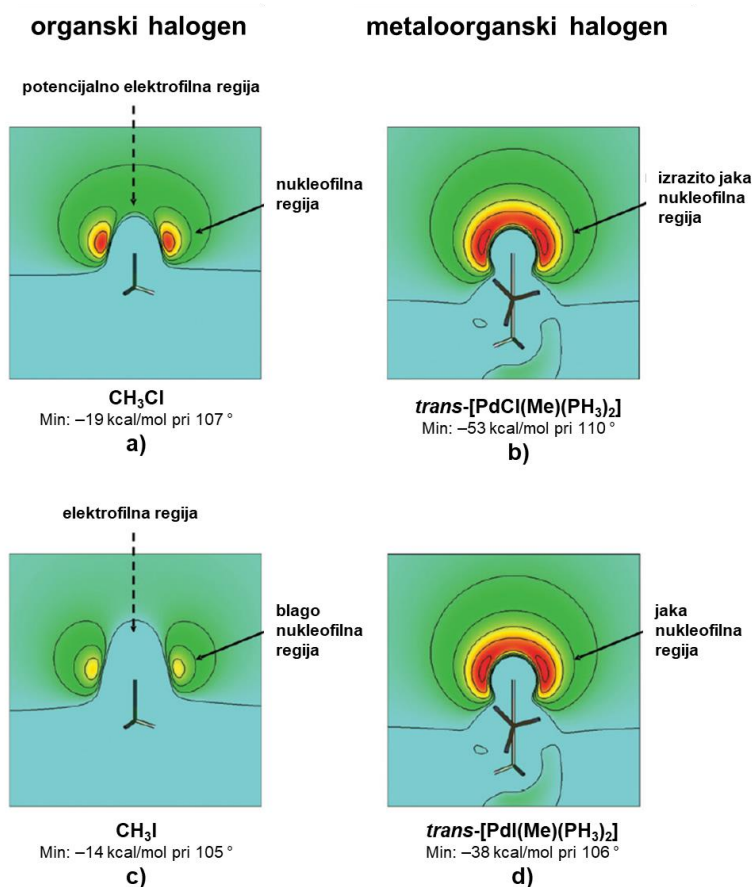 organski halogen
metaloorganski halogen
potencijalno elektrofilna regija
nukleofilna
regija
izrazito jaka
nukleofilna
regija
CH₃Cl
Min: –19 kcal/mol pri 107 °
a)
trans-[PdCl(Me)(PH₃)₂]
Min: –53 kcal/mol pri 110 °
b)
elektrofilna regija
blago
nukleofilna
regija
jaka
nukleofilna
regija
CH₃I
Min: –14 kcal/mol pri 105 °
c)
trans-[PdI(Me)(PH₃)₂]
Min: –38 kcal/mol pri 106 °
d)